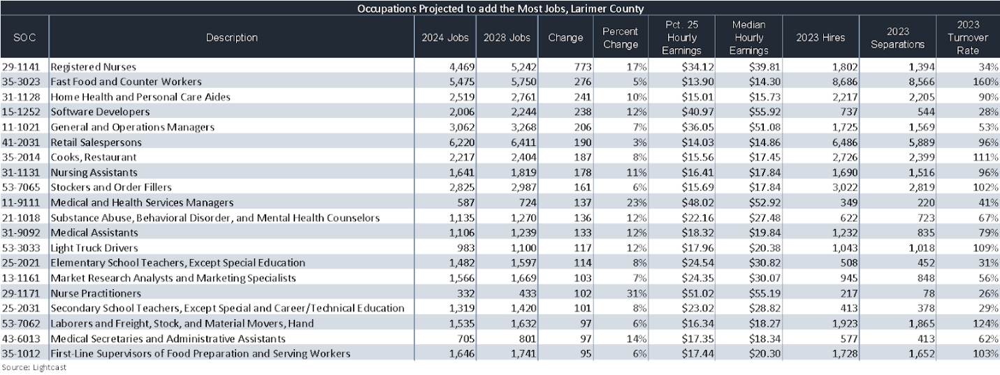 Occupations Projected to add the Most Jobs, Larimer County
SOC Description 2024 Jobs 2028 Jobs Change Percent Change Pct. 25 Hourly Earnings Median Hourly Earnings 2023 Hires 2023 Separations 2023 Turnover Rate
29-1141 Registered Nurses 4,469 5,242 773 17% $34.12 $39.81 1,802 1,394 34%
35-3023 Fast Food and Counter Workers 5,475 5,750 276 5% $13.90 $14.30 8,686 8,566 160%
31-1128 Home Health and Personal Care Aides 2,519 2,761 241 10% $15.01 $15.73 2,217 2,205 90%
15-1252 Software Developers 2,006 2,244 238 12% $40.97 $55.92 737 544 28%
11-1021 General and Operations Managers 3,062 3,268 206 7% $36.05 $51.08 1,725 1,569 53%
41-2031 Retail Salespersons 6,220 6,411 190 3% $14.03 $14.86 6,486 5,889 96%
35-2014 Cooks, Restaurant 2,217 2,404 187 8% $15.56 $17.45 2,726 2,399 111%
31-1131 Nursing Assistants 1,641 1,819 178 11% $16.41 $17.84 1,690 1,516 96%
53-7065 Stockers and Order Fillers 2,825 2,987 161 6% $15.69 $17.84 3,022 2,819 102%
11-9111 Medical and Health Services Managers 587 724 137 23% $48.02 $52.92 349 220 41%
21-1018 Substance Abuse, Behavioral Disorder, and Mental Health Counselors 1,135 1,270 136 12% $22.16 $27.48 622 723 67%
31-9092 Medical Assistants 1,106 1,239 133 12% $18.32 $19.84 1,232 835 79%
53-3033 Light Truck Drivers 983 1,100 117 12% $17.96 $20.38 1,043 1,018 109%
25-2021 Elementary School Teachers, Except Special Education 1,482 1,597 114 8% $24.54 $30.82 508 452 31%
13-1161 Market Research Analysts and Marketing Specialists 1,566 1,669 103 7% $24.35 $30.07 945 848 56%
29-1171 Nurse Practitioners 332 433 102 31% $51.02 $55.19 217 78 26%
25-2031 Secondary School Teachers, Except Special and Career/Technical Education 1,319 1,420 101 8% $23.02 $28.82 413 378 29%
53-7062 Laborers and Freight, Stock, and Material Movers, Hand 1,535 1,632 97 6% $16.34 $18.27 1,923 1,865 124%
43-6013 Medical Secretaries and Administrative Assistants 705 801 97 14% $17.35 $18.34 577 413 62%
35-1012 First-Line Supervisors of Food Preparation and Serving Workers 1,646 1,741 95 6% $17.44 $20.30 1,728 1,652 103%
Source: Lightcast